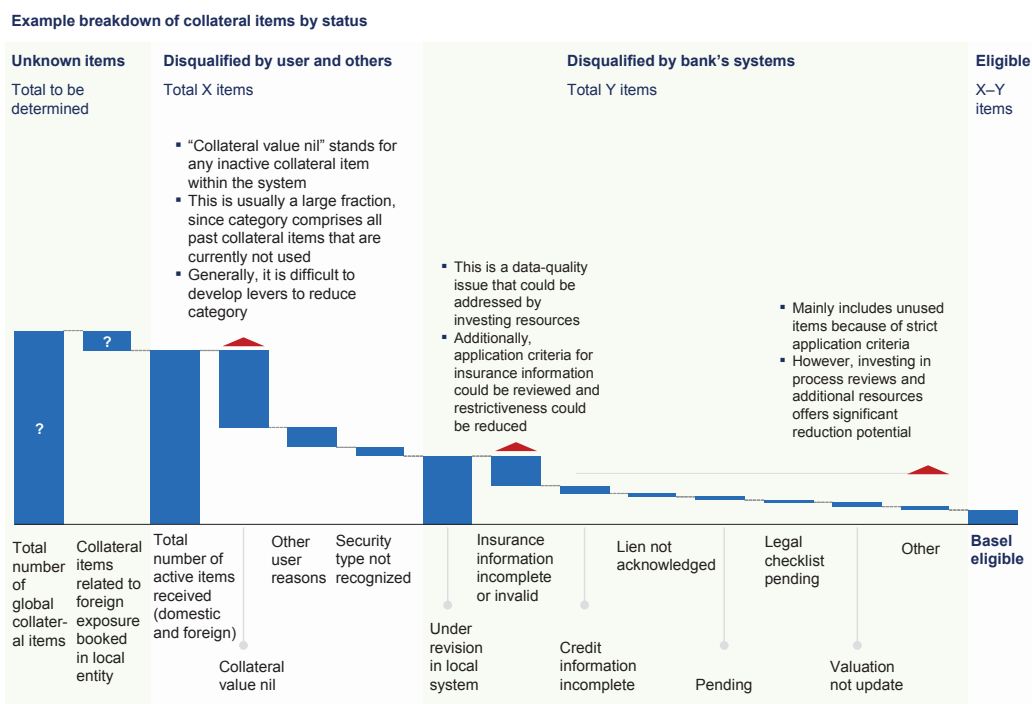 Example breakdown of collateral items by status
Unknown items
Total to be
determined
Disqualified by user and others
Total X items
Disqualified by bank's systems
Total Y items
Eligible
X–Y
items
▪ “Collateral value nil” stands for
any inactive collateral item
within the system
▪ This is usually a large fraction,
since category comprises all
past collateral items that are
currently not used
▪ Generally, it is difficult to
develop levers to reduce
category
▪ This is a data-quality
issue that could be
addressed by
investing resources
▪ Additionally,
application criteria for
insurance information
could be reviewed and
restrictiveness could
be reduced
▪ Mainly includes unused
items because of strict
application criteria
▪ However, investing in
process reviews and
additional resources
offers significant
reduction potential
?
?
Total
number
of
global
collater-
al items
Collateral
items
related to
foreign
exposure
booked
in local
entity
Total
number of
active items
received
(domestic
and foreign)
Collateral
value nil
Other
user
reasons
Security
type not
recognized
Under
revision
in local
system
Insurance
information
incomplete
or invalid
Credit
information
incomplete
Lien not
acknowledged
Pending
Legal
checklist
pending
Valuation
not update
Other
Basel
eligible